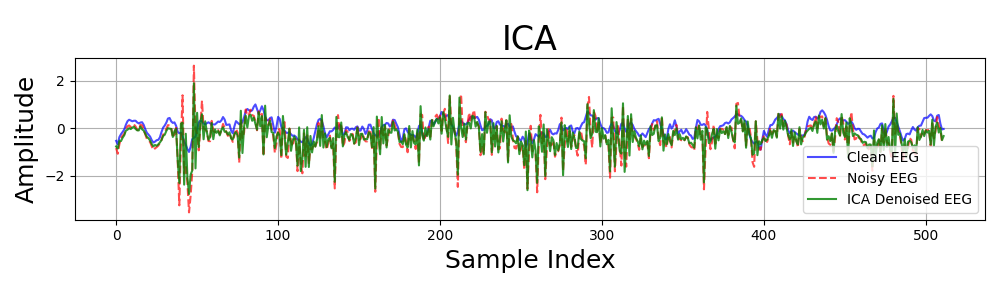 ICA
Amplitude
2
0
−2
0
100
200
300
400
500
Sample Index
Clean EEG
Noisy EEG
ICA Denoised EEG